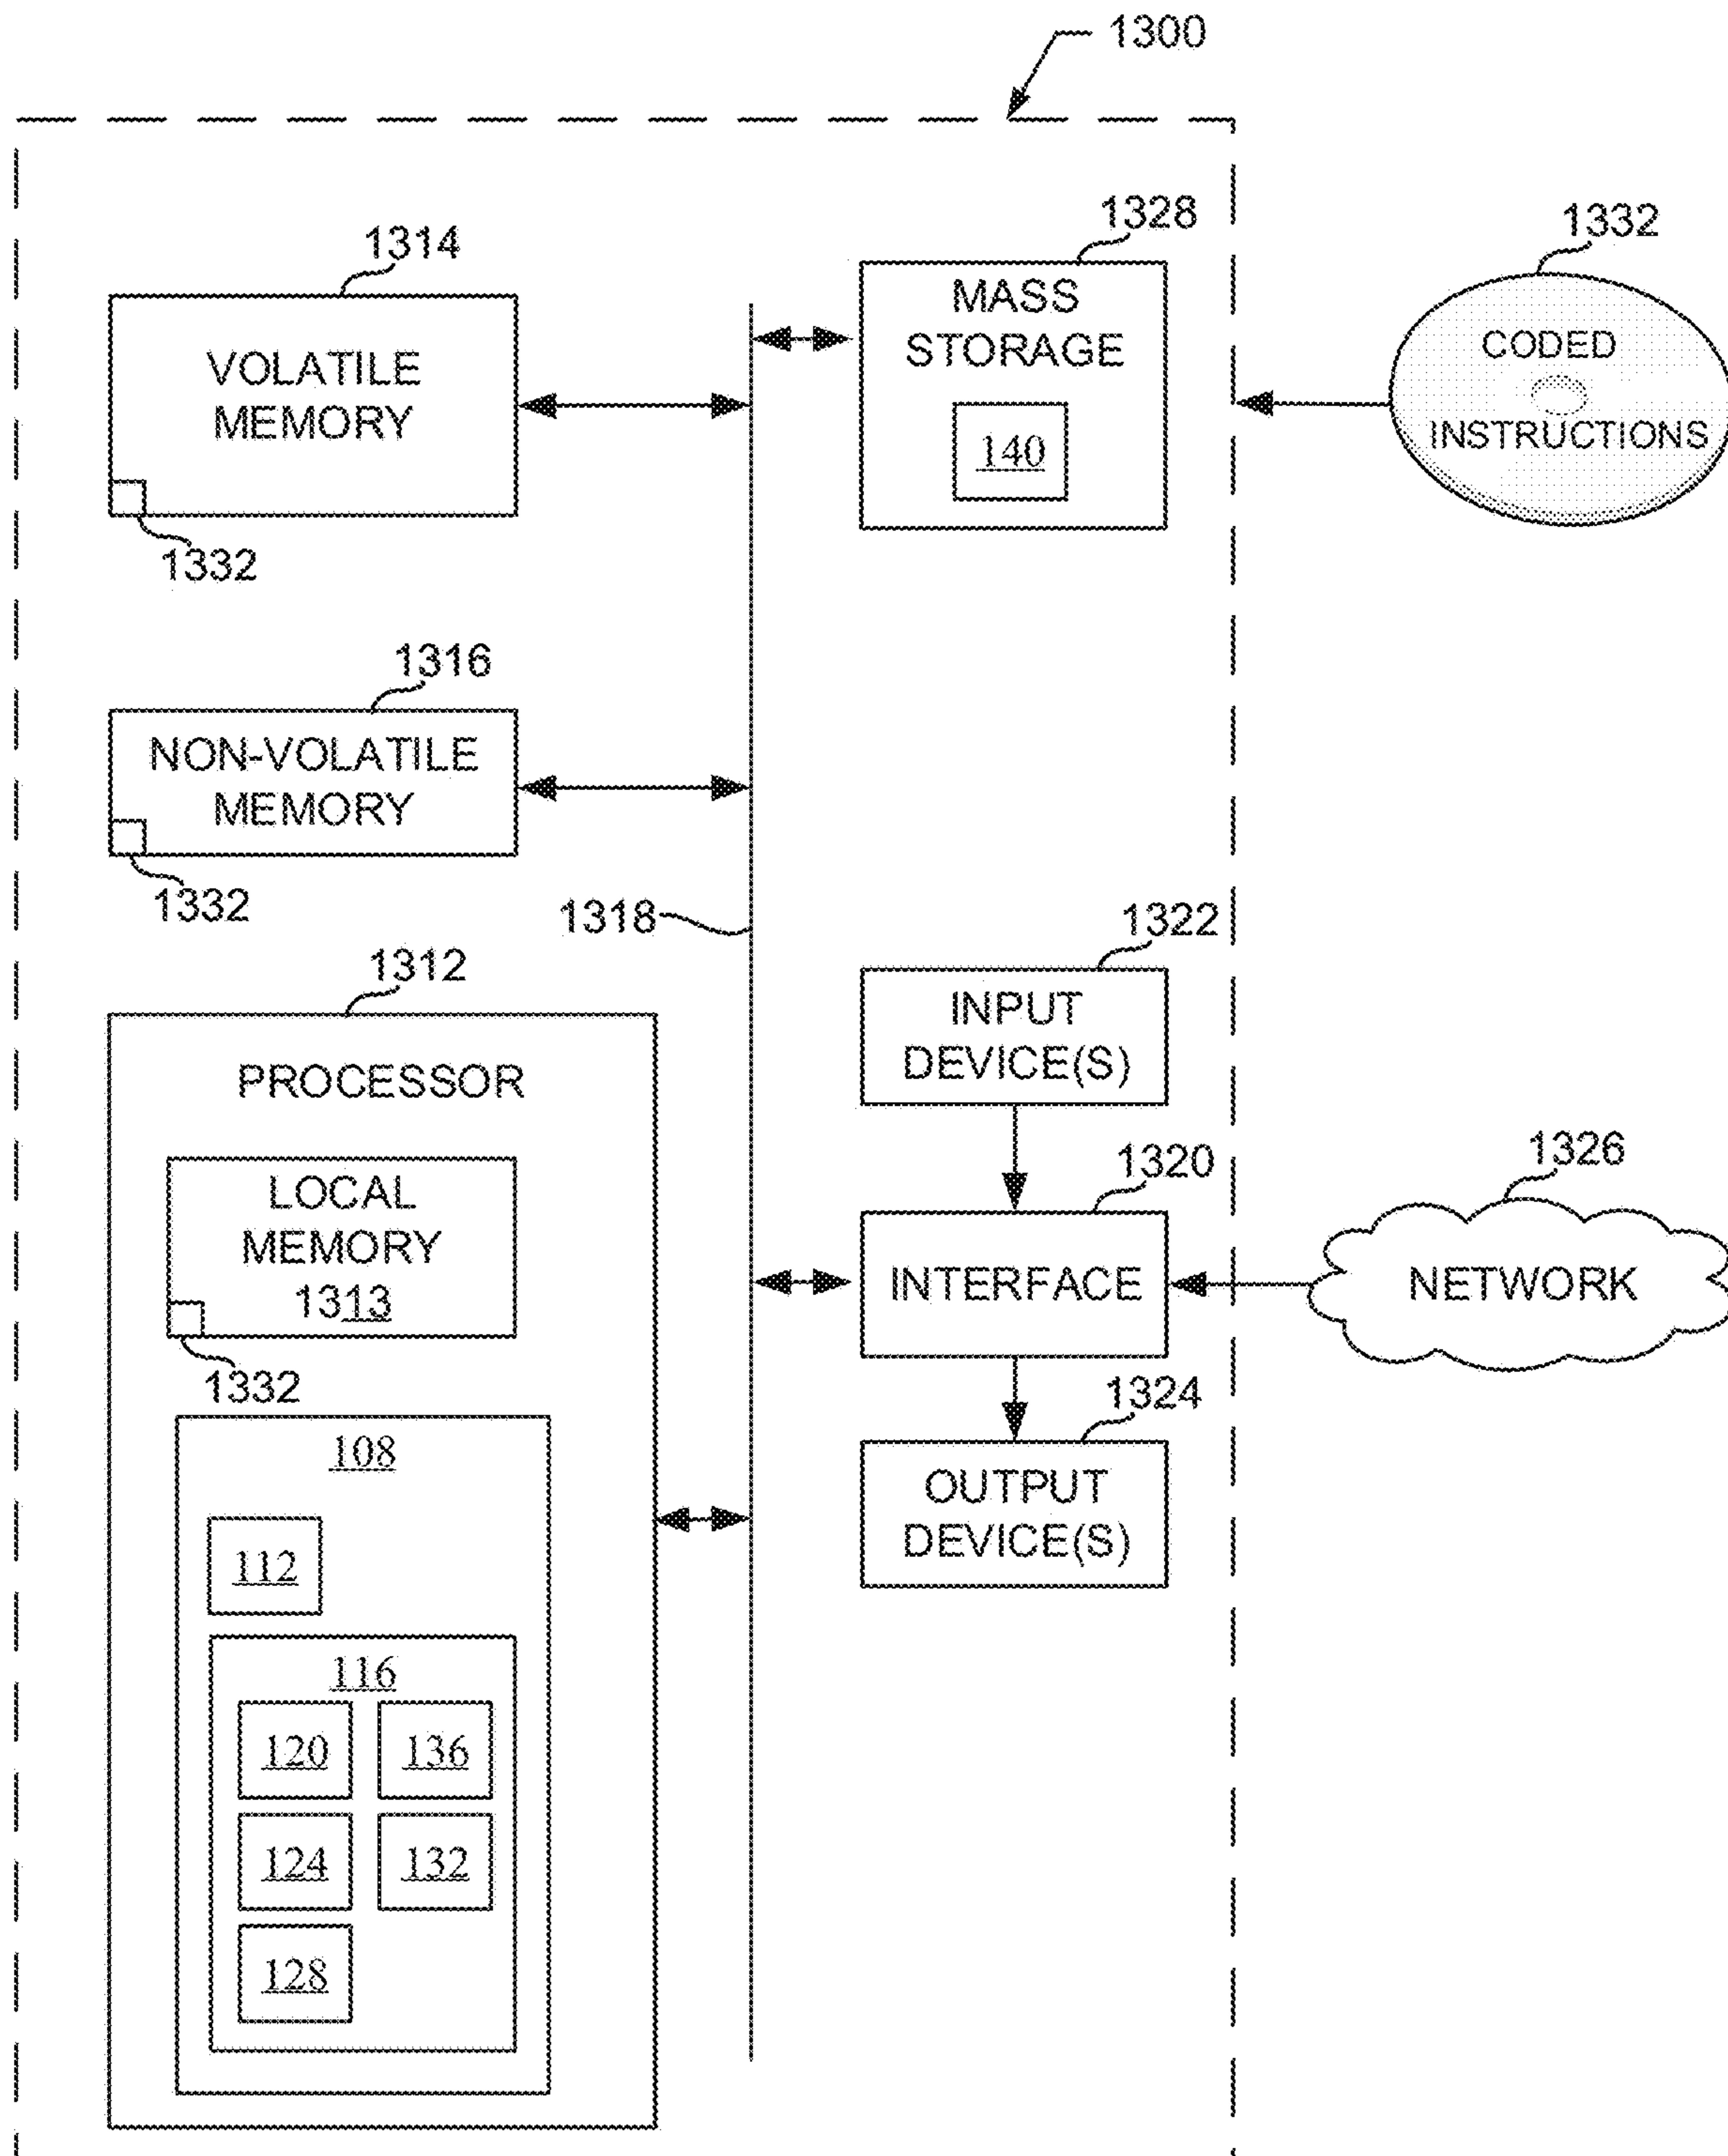 1300
1314
VOLATILE
MEMORY
1332
1328
MASS
STORAGE
140
1332
CODED
INSTRUCTIONS
1316
NON-VOLATILE
MEMORY
1332
1318
1322
INPUT
DEVICE(S)
1312
PROCESSOR
LOCAL
MEMORY
1313
1332
1320
INTERFACE
1326
NETWORK
1324
OUTPUT
DEVICE(S)
108
112
116
120
136
124
132
128